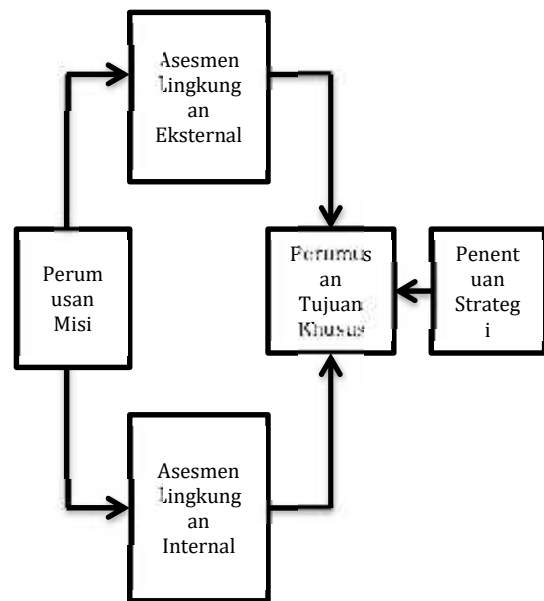 Asesmen
Lingkung
an
Eksternal
Perum
usan
Misi
Perumus
an
Tujuan
Khusus
Penent
uan
Strateg
i
Asesmen
Lingkung
an
Internal